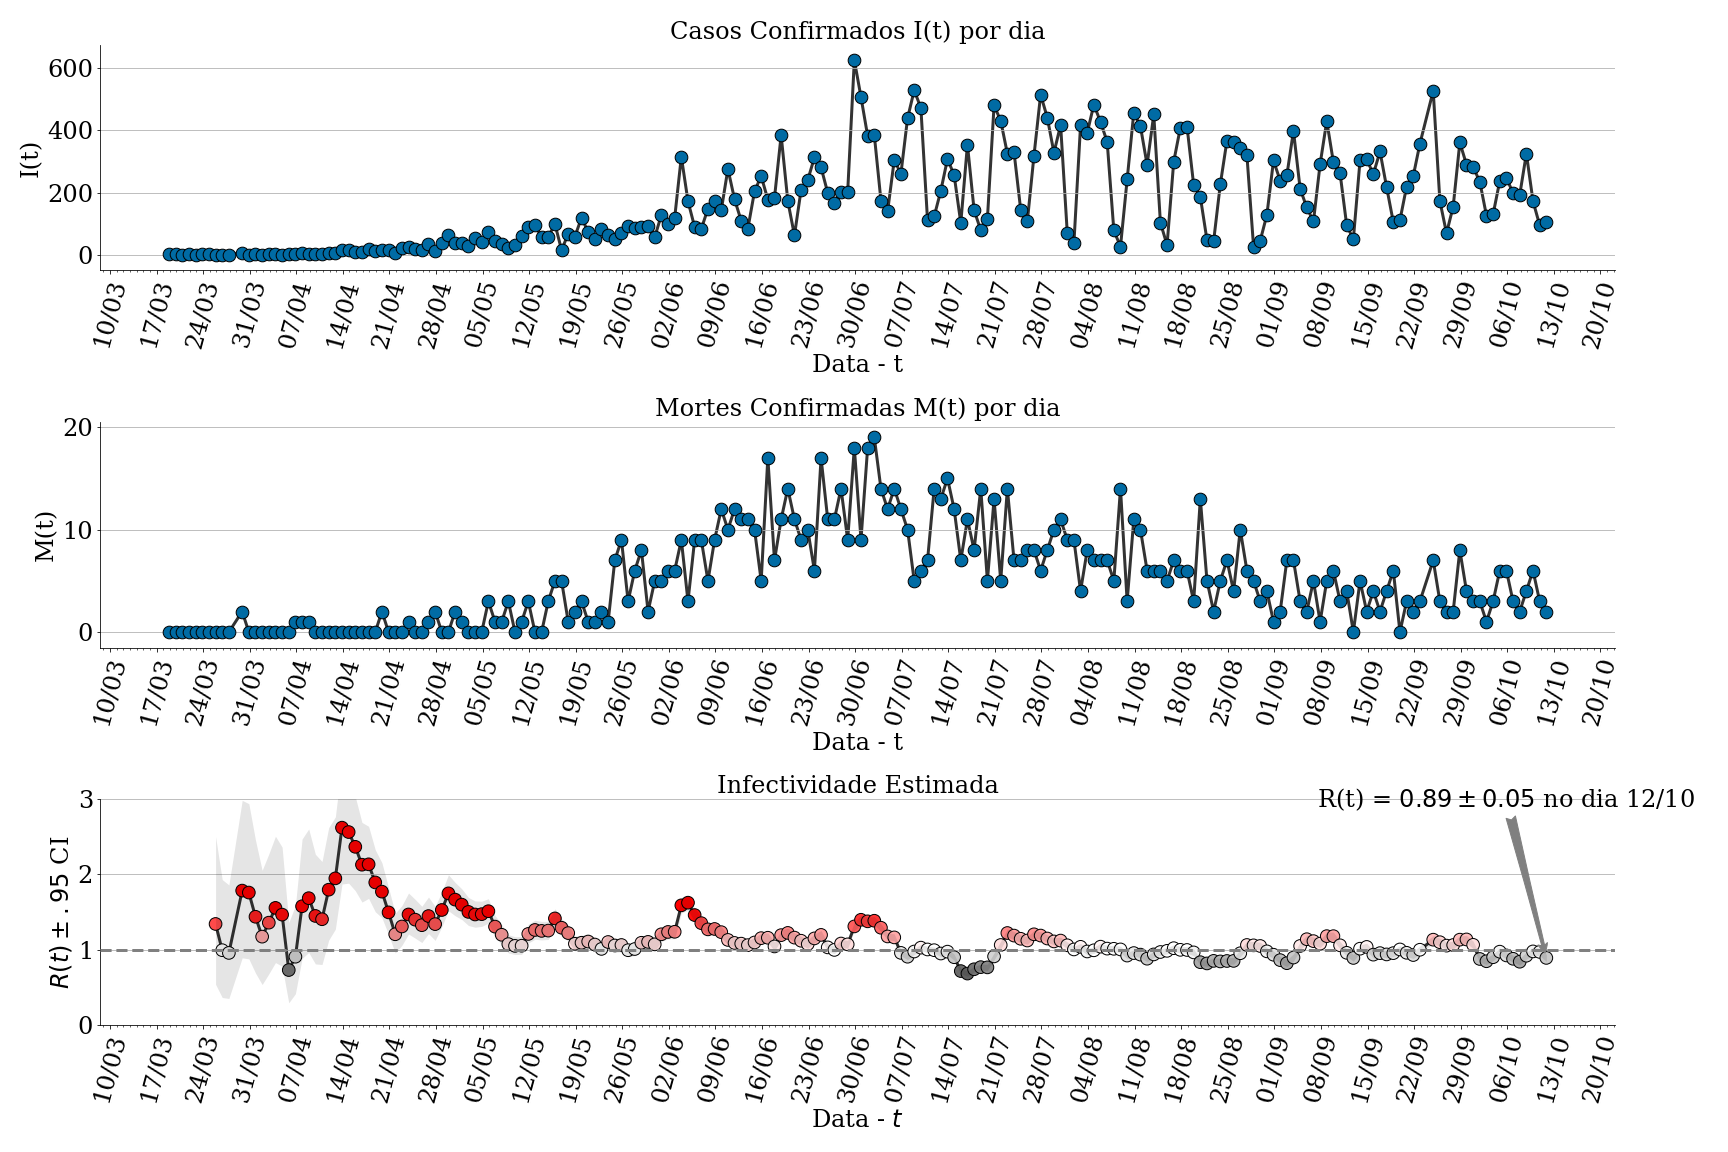 Casos Confirmados I(t) por dia
I(t)
600
400
200
0
10/03 17/03 24/03 31/03 07/04 14/04 21/04 28/04 05/05 12/05 19/05 26/05 02/06 09/06 16/06 23/06 30/06 07/07 14/07 21/07 28/07 04/08 11/08 18/08 25/08 01/09 08/09 15/09 22/09 29/09 06/10 13/10 20/10
Data - t
Mortes Confirmadas M(t) por dia
M(t)
20
10
0
10/03 17/03 24/03 31/03 07/04 14/04 21/04 28/04 05/05 12/05 19/05 26/05 02/06 09/06 16/06 23/06 30/06 07/07 14/07 21/07 28/07 04/08 11/08 18/08 25/08 01/09 08/09 15/09 22/09 29/09 06/10 13/10 20/10
Data - t
Infectividade Estimada
R(t) = 0.89 ± 0.05 no dia 12/10
R(t) ± .95 CI
3
2
1
0
10/03 17/03 24/03 31/03 07/04 14/04 21/04 28/04 05/05 12/05 19/05 26/05 02/06 09/06 16/06 23/06 30/06 07/07 14/07 21/07 28/07 04/08 11/08 18/08 25/08 01/09 08/09 15/09 22/09 29/09 06/10 13/10 20/10
Data - t